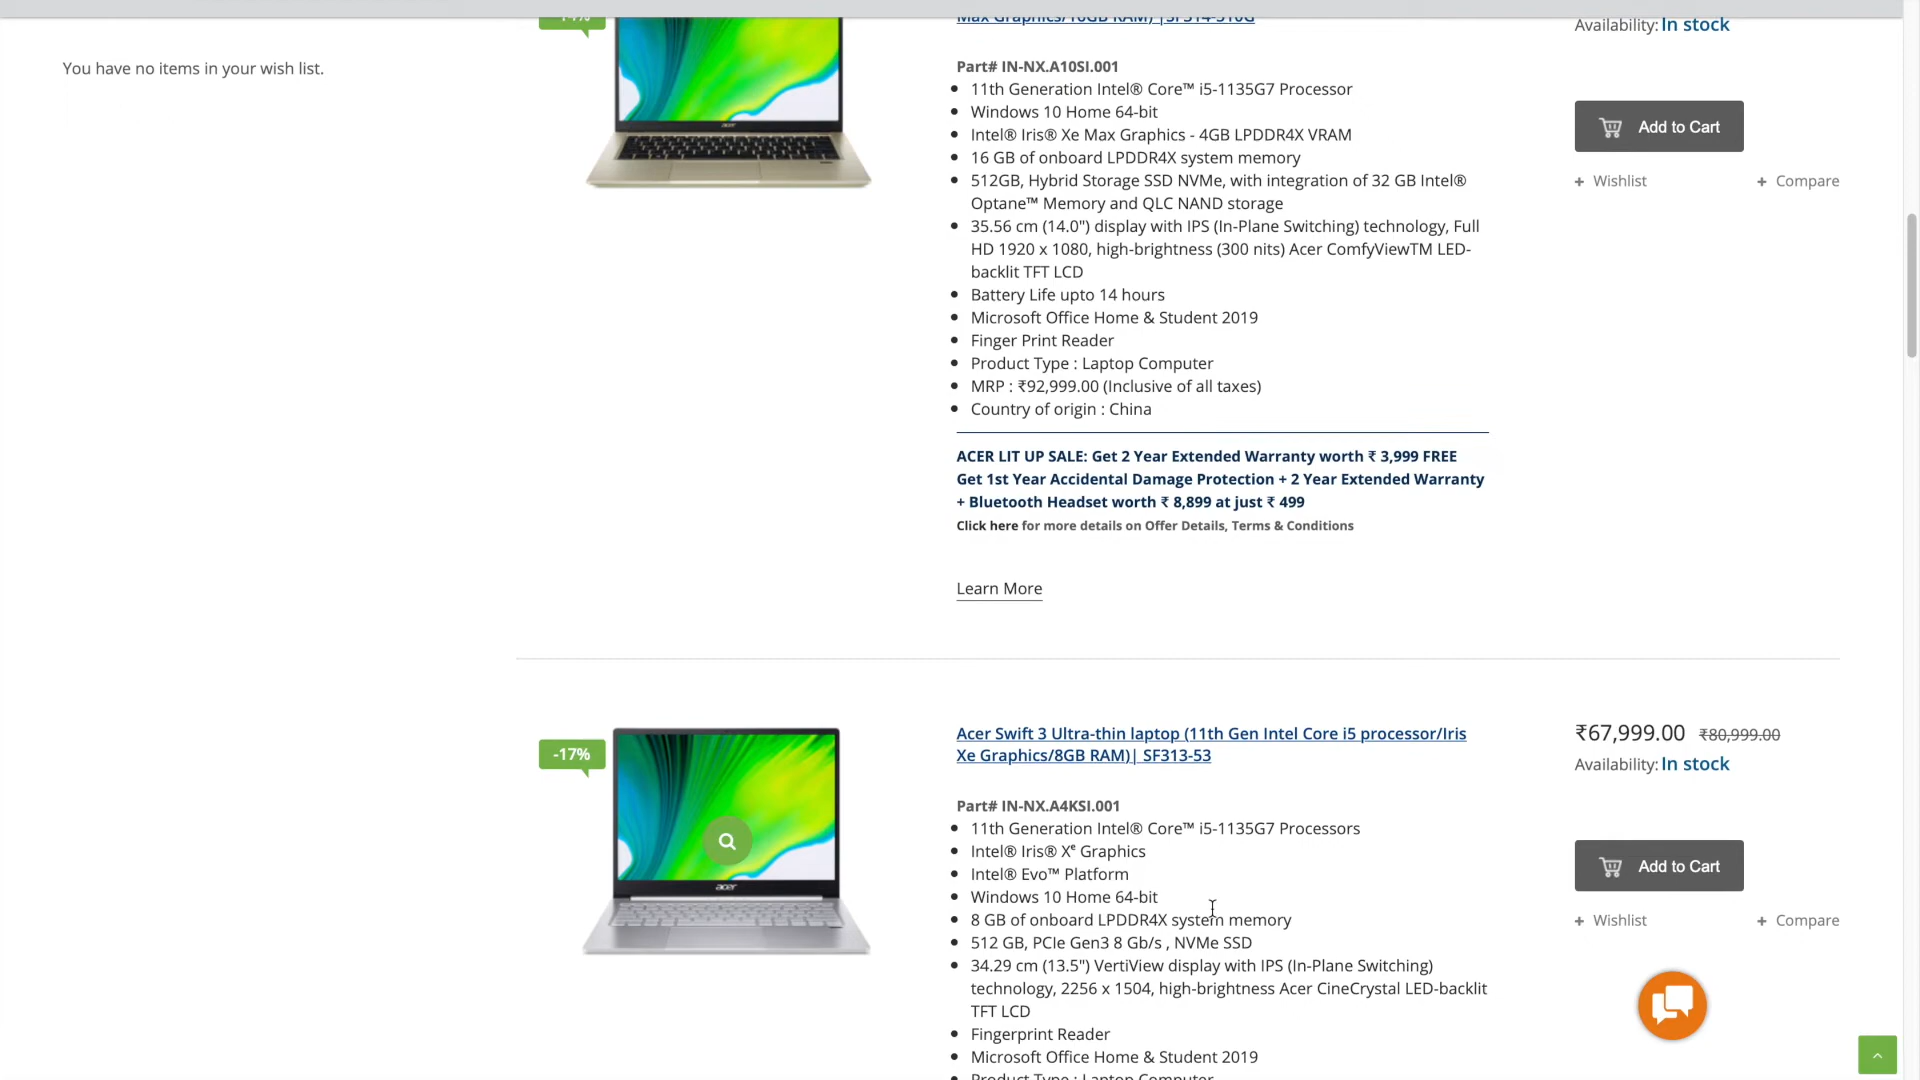 -14%
Max Graphics/16GB RAM) |SF314-510G
Availability: In stock
You have no items in your wish list.
Part# IN-NX.A10SI.001
11th Generation Intel® Core™ i5-1135G7 Processor
Windows 10 Home 64-bit
Intel® Iris® Xe Max Graphics - 4GB LPDDR4X VRAM
16 GB of onboard LPDDR4X system memory
512GB, Hybrid Storage SSD NVMe, with integration of 32 GB Intel®
Optane™ Memory and QLC NAND storage
35.56 cm (14.0") display with IPS (In-Plane Switching) technology, Full
HD 1920 x 1080, high-brightness (300 nits) Acer ComfyViewTM LED-
backlit TFT LCD
Battery Life upto 14 hours
Microsoft Office Home & Student 2019
Finger Print Reader
Product Type : Laptop Computer
MRP : ₹92,999.00 (Inclusive of all taxes)
Country of origin : China
Add to Cart
+ Wishlist
+ Compare
ACER LIT UP SALE: Get 2 Year Extended Warranty worth ₹ 3,999 FREE
Get 1st Year Accidental Damage Protection + 2 Year Extended Warranty
+ Bluetooth Headset worth ₹ 8,899 at just ₹ 499
Click here for more details on Offer Details, Terms & Conditions
Learn More
-17%
acer
Acer Swift 3 Ultra-thin laptop (11th Gen Intel Core i5 processor/Iris
Xe Graphics/8GB RAM)| SF313-53
₹67,999.00 ₹80,999.00
Availability: In stock
Part# IN-NX.A4KSI.001
11th Generation Intel® Core™ i5-1135G7 Processors
Intel® Iris® Xᵉ Graphics
Intel® Evo™ Platform
Windows 10 Home 64-bit
8 GB of onboard LPDDR4X system memory
512 GB, PCIe Gen3 8 Gb/s , NVMe SSD
34.29 cm (13.5") VertiView display with IPS (In-Plane Switching)
technology, 2256 x 1504, high-brightness Acer CineCrystal LED-backlit
TFT LCD
Fingerprint Reader
Microsoft Office Home & Student 2019
Product Type : Laptop Computer
Add to Cart
+ Wishlist
+ Compare